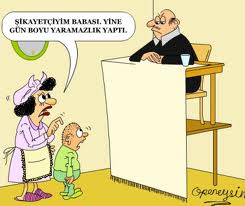 ŞİKAYETÇİYİM BABASI. YİNE
GÜN BOYU YARAMAZLIK YAPTI.